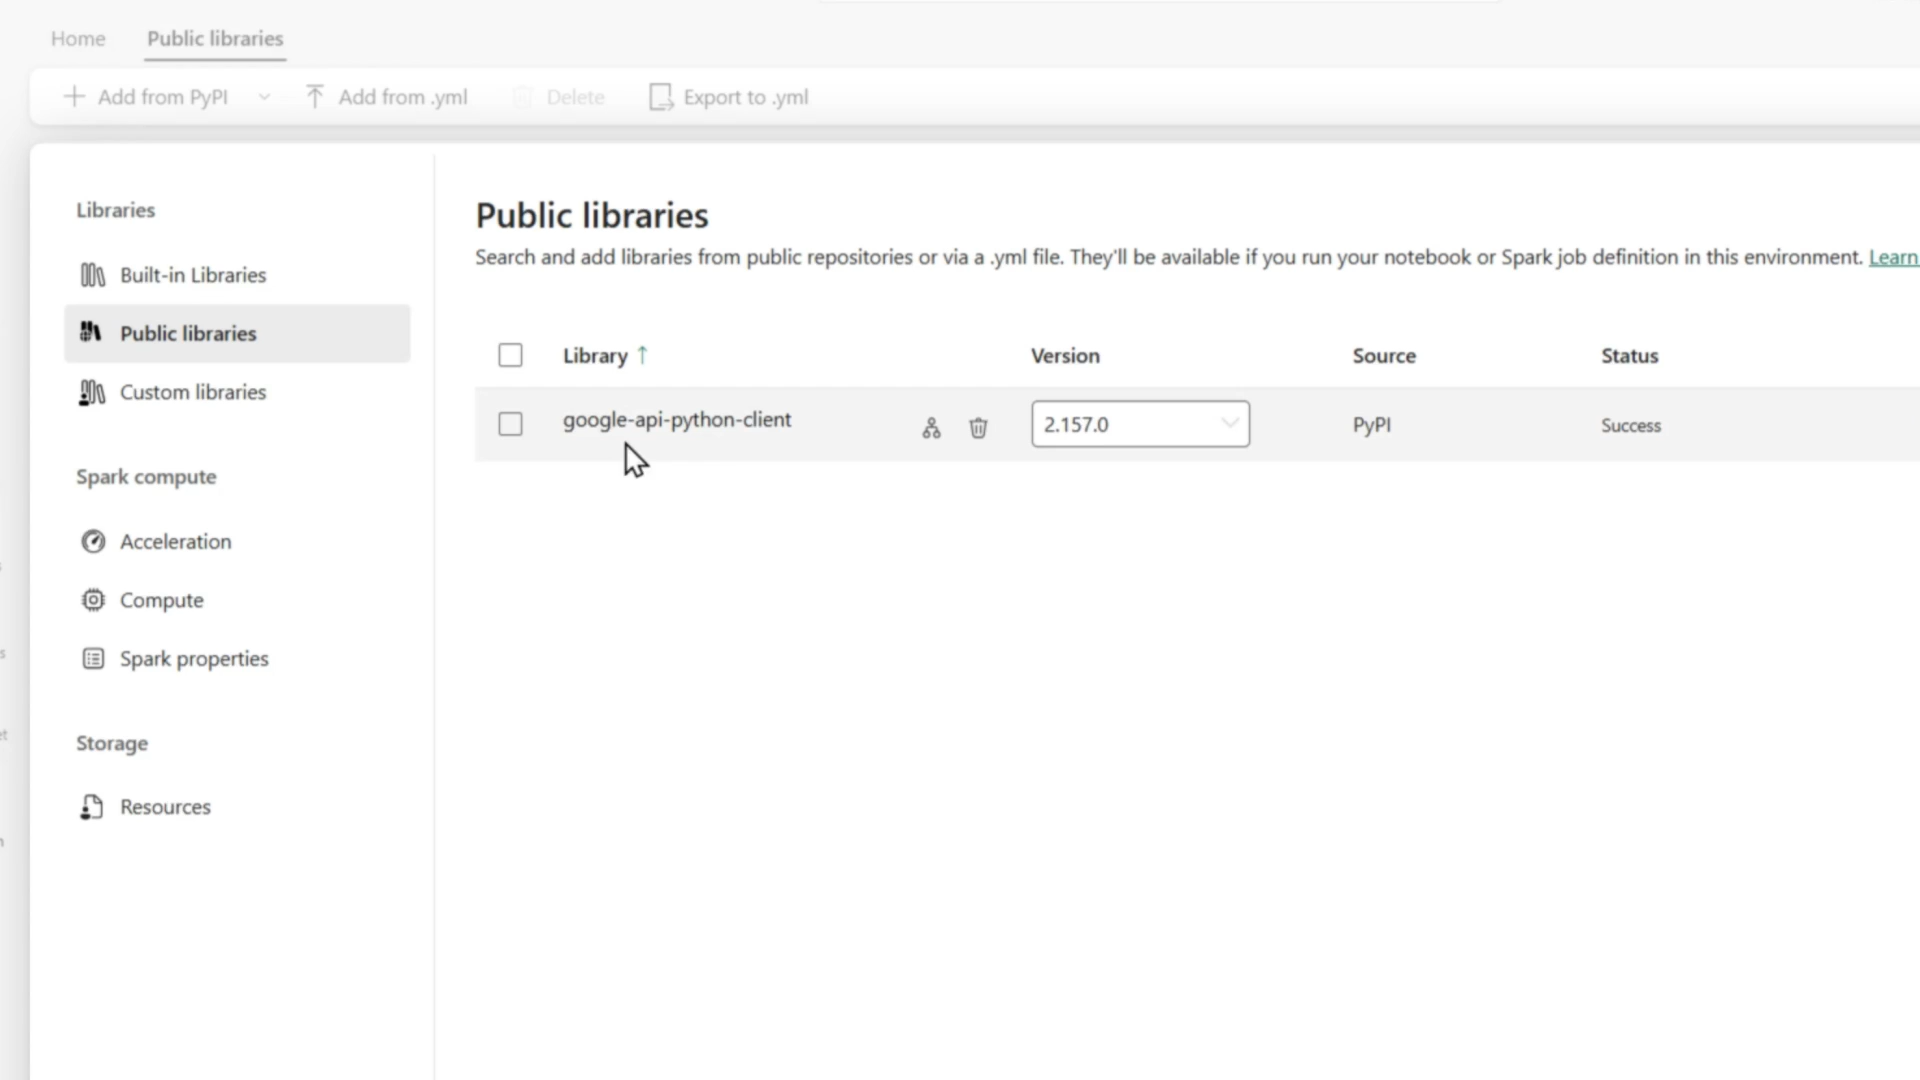 Home
Public libraries
Add from PyPI
Add from .yml
Delete
Export to .yml
Libraries
Built-in Libraries
Public libraries
Custom libraries
Spark compute
Acceleration
Compute
Spark properties
Storage
Resources
Public libraries
Search and add libraries from public repositories or via a .yml file. They'll be available if you run your notebook or Spark job definition in this environment. Learn
Library ↑ Version Source Status
google-api-python-client 2.157.0 PyPI Success